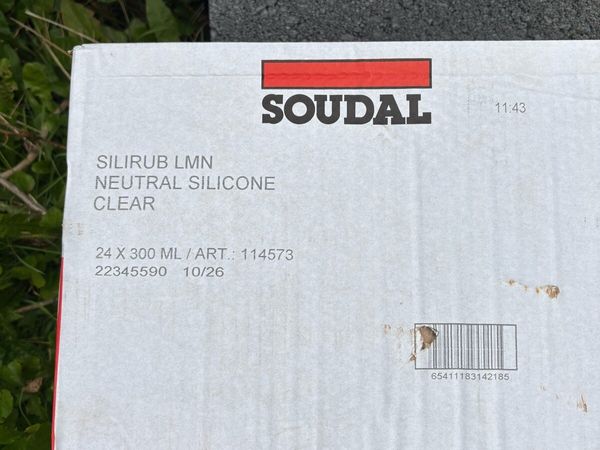 SOUDAL
11:43
SILIRUB LMN
NEUTRAL SILICONE
CLEAR
24 X 300 ML / ART.: 114573
22345590 10/26
65411183142185